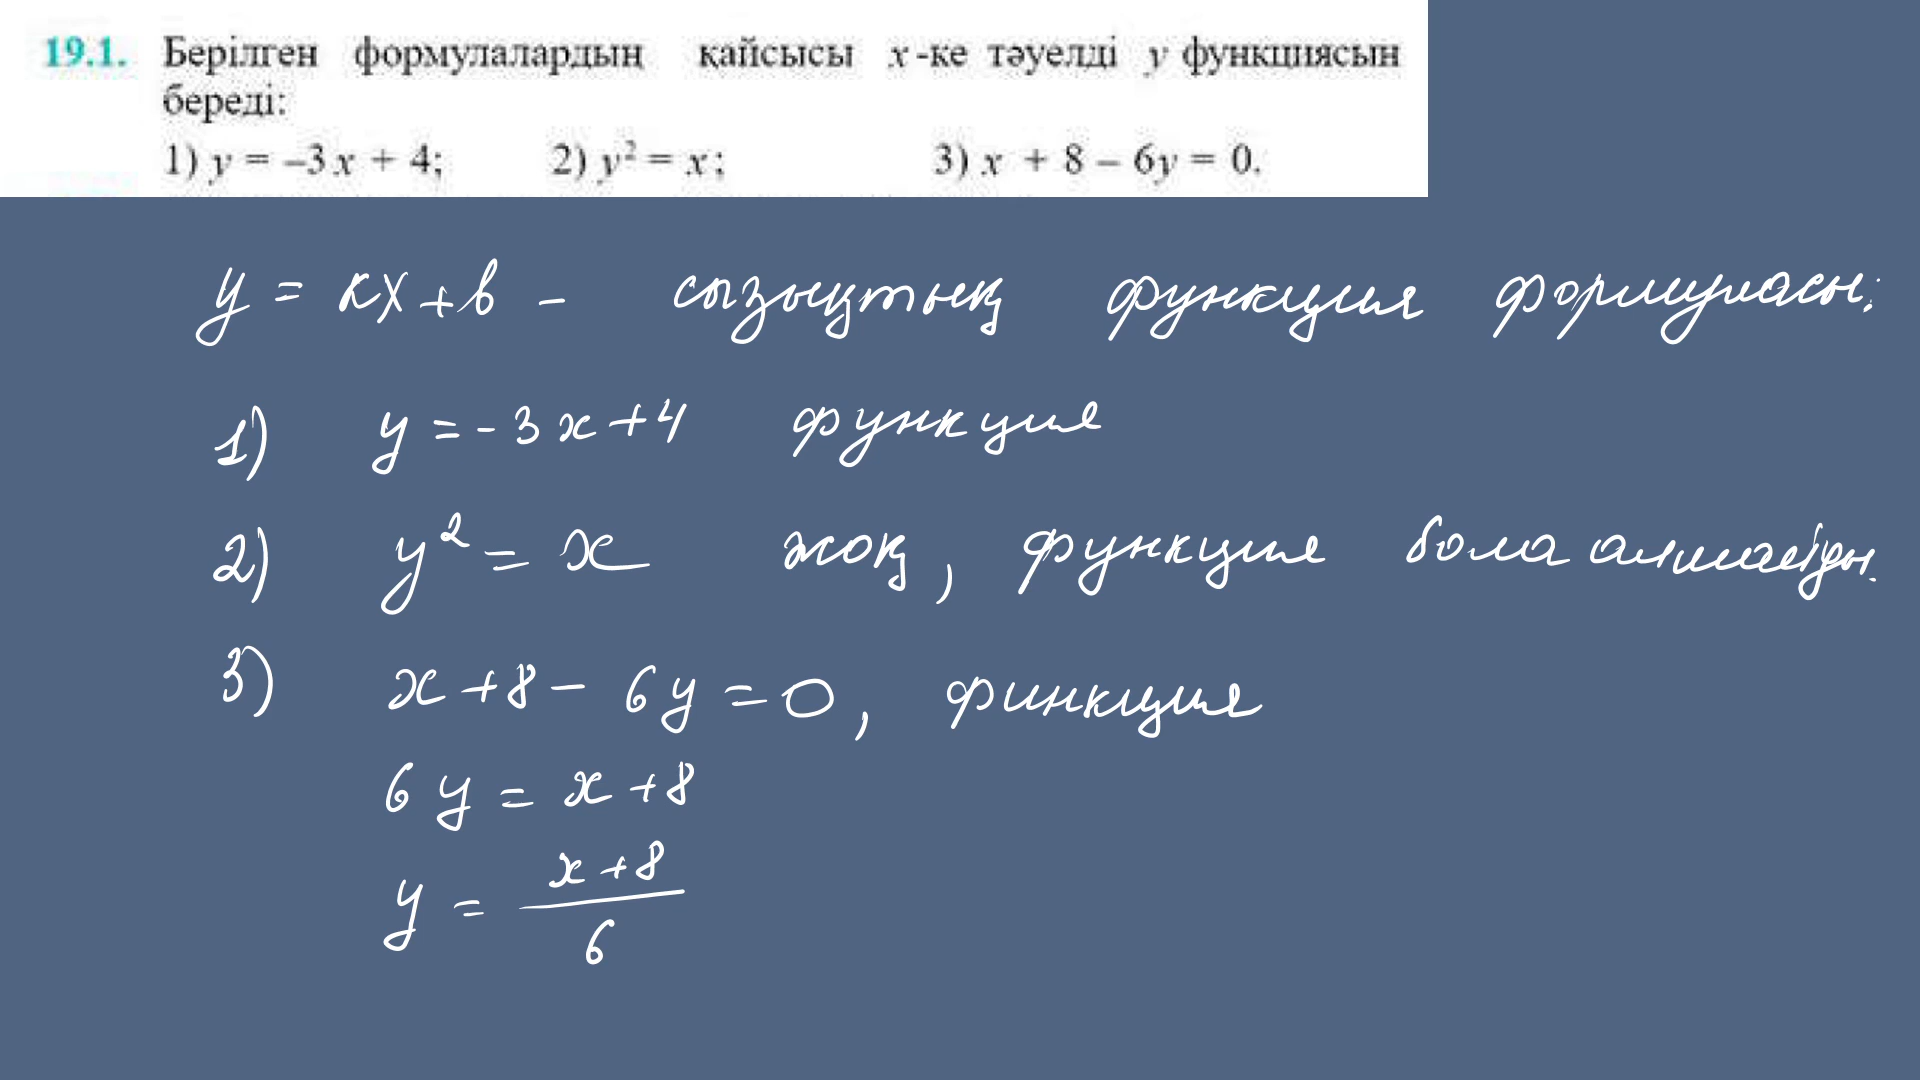 19.1. Берілген формулалардың қайсысы x-ке тәуелді y функциясын
береді:
1) y = –3x + 4; 2) y² = x; 3) x + 8 – 6y = 0.
y = кx+в - сызықтық функция формуласы.
1) y = -3x+4 функция
2) y² = x жоқ, функция бола алмайды.
3) x+8- 6y=0, финкция
6y = x+8
y = x+8
6